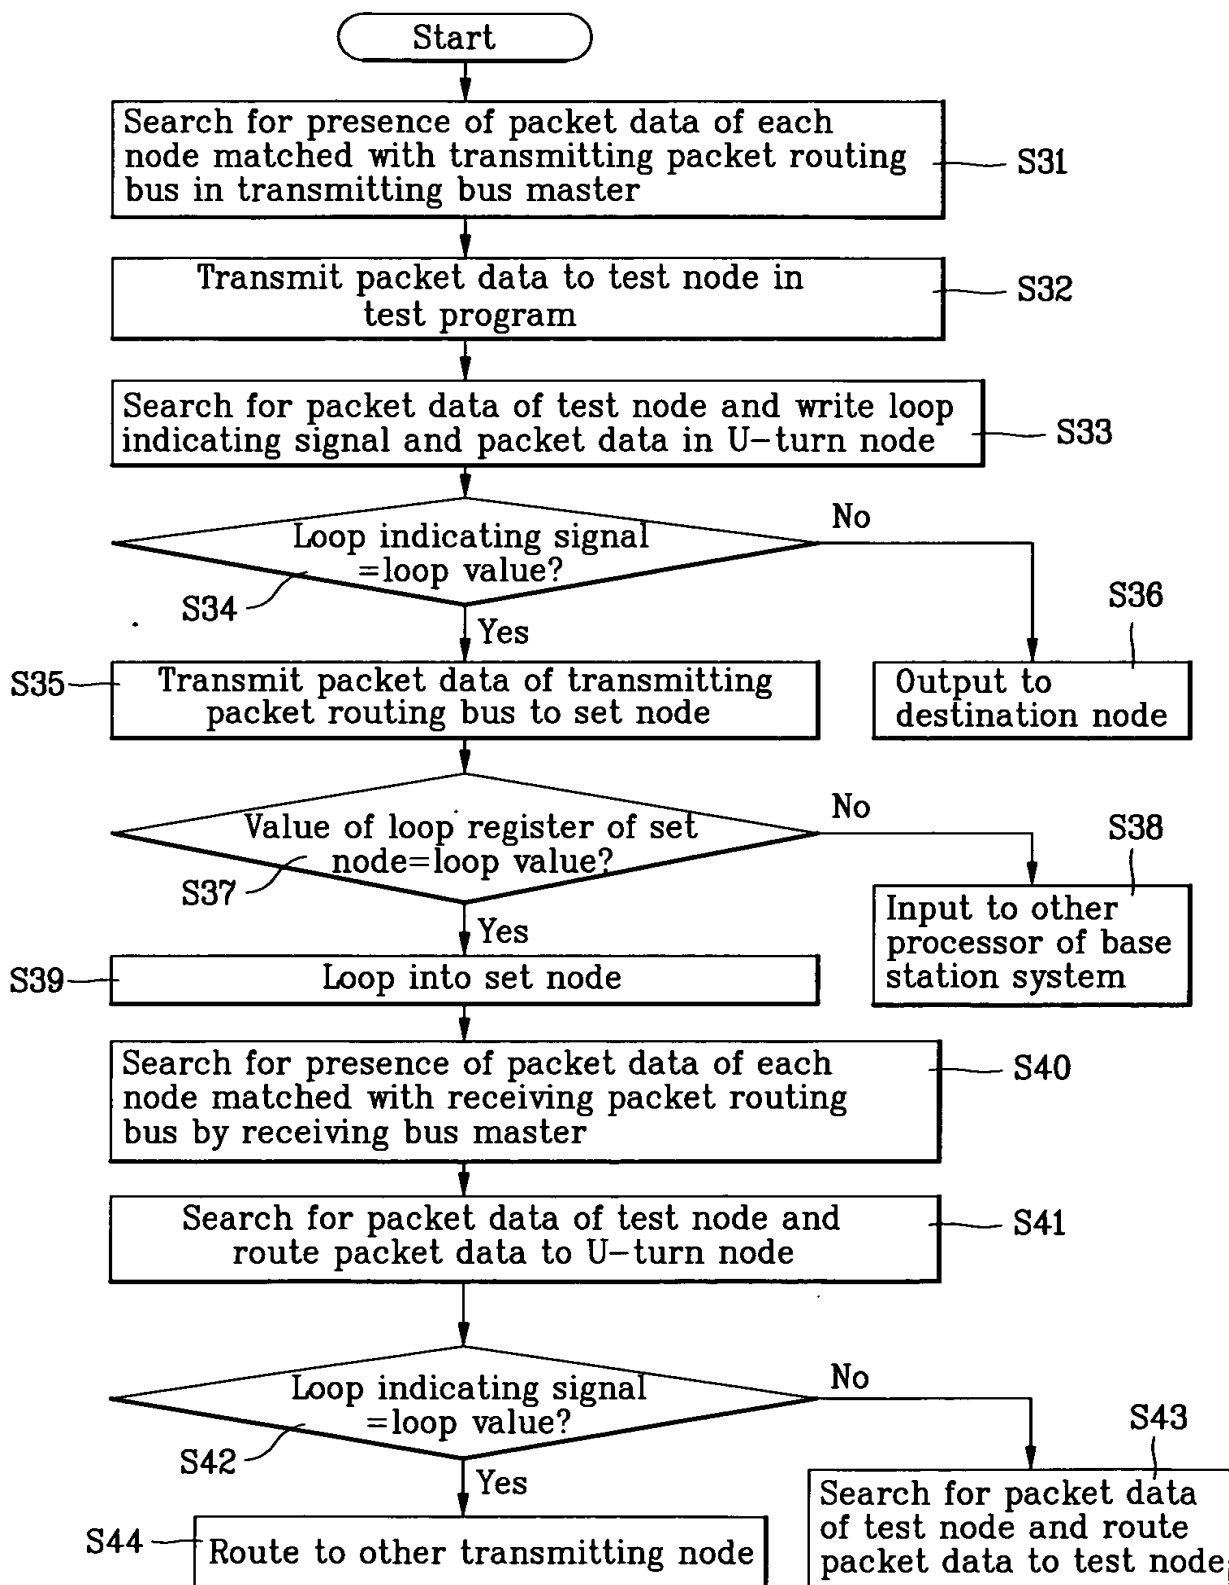 Start
Search for presence of packet data of each
node matched with transmitting packet routing
bus in transmitting bus master
S31
Transmit packet data to test node in
test program
S32
Search for packet data of test node and write loop
indicating signal and packet data in U-turn node
S33
Loop indicating signal
=loop value?
S34
No
Yes
S36
Output to
destination node
S35
Transmit packet data of transmitting
packet routing bus to set node
Value of loop register of set
node=loop value?
S37
No
Yes
S38
Input to other
processor of base
station system
S39
Loop into set node
Search for presence of packet data of each
node matched with receiving packet routing
bus by receiving bus master
S40
Search for packet data of test node and
route packet data to U-turn node
S41
Loop indicating signal
=loop value?
S42
No
Yes
S43
Search for packet data
of test node and route
packet data to test node
S44
Route to other transmitting node